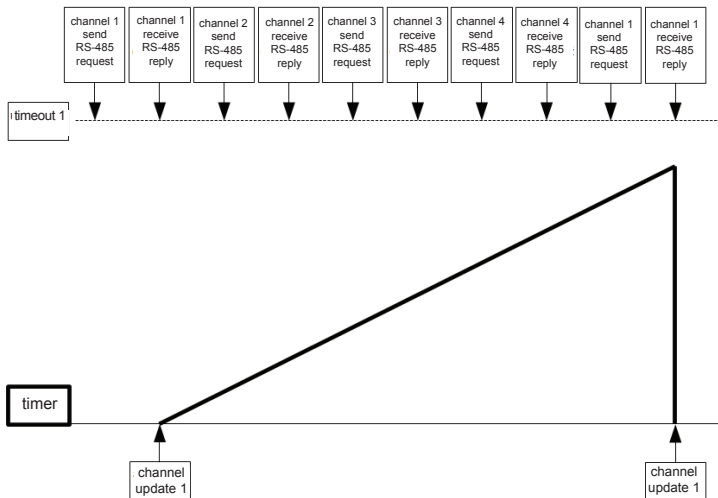 channel 1
send
RS-485
request
channel 1
receive
RS-485
reply
channel 2
send
RS-485
request
channel 2
receive
RS-485
reply
channel 3
send
RS-485
request
channel 3
receive
RS-485
reply
channel 4
send
RS-485
request
channel 4
receive
RS-485
reply
channel 1
send
RS-485
request
channel 1
receive
RS-485
reply
timeout 1
timer
channel
update 1
channel
update 1